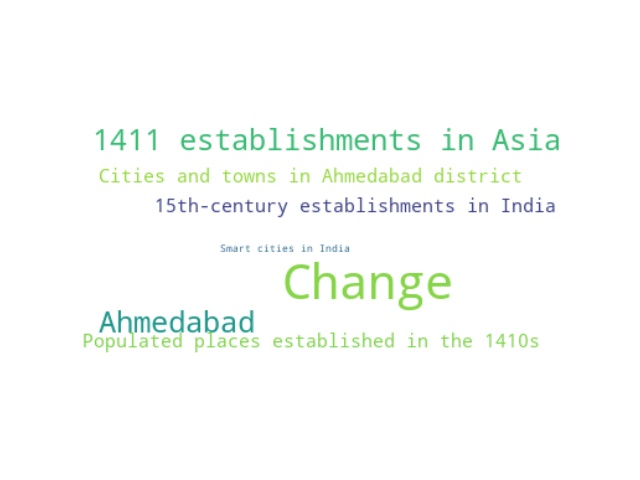 1411 establishments in Asia
Cities and towns in Ahmedabad district
15th-century establishments in India
Smart cities in India
Change
Ahmedabad
Populated places established in the 1410s